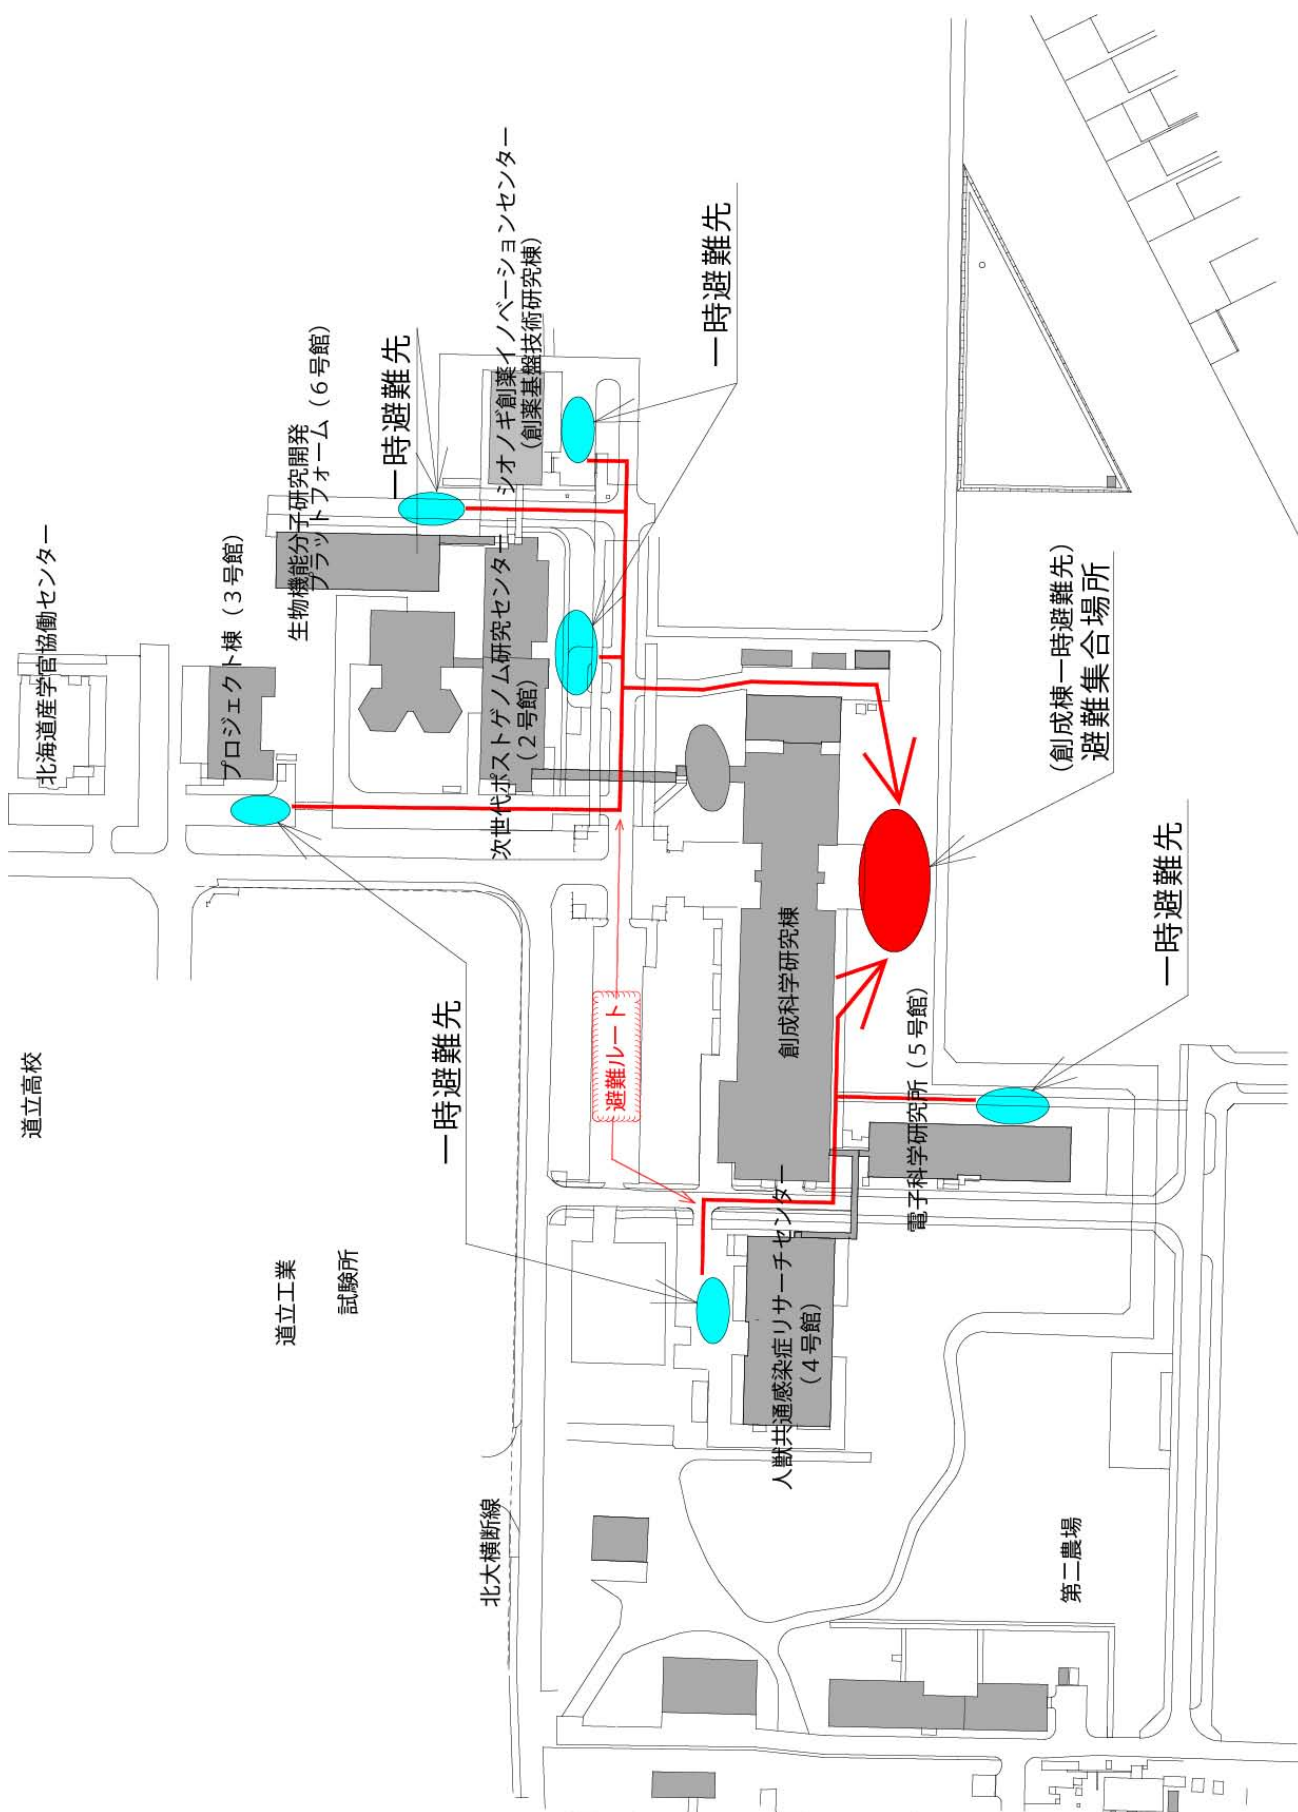 道立高校
北海道産学官協働センター
プロジェクト棟（３号館）
道立工業
試験所
生物機能分子研究開発
プラットフォーム（６号館）
一時避難先
一時避難先
北大横断線
次世代ポストゲノム研究センター
（２号館）
シオノギ創薬イノベーションセンター
（創薬基盤技術研究棟）
避難ルート
一時避難先
人獣共通感染症リサーチセンター
（４号館）
創成科学研究棟
電子科学研究所（５号館）
（創成棟一時避難先）
避難集合場所
第二農場
一時避難先